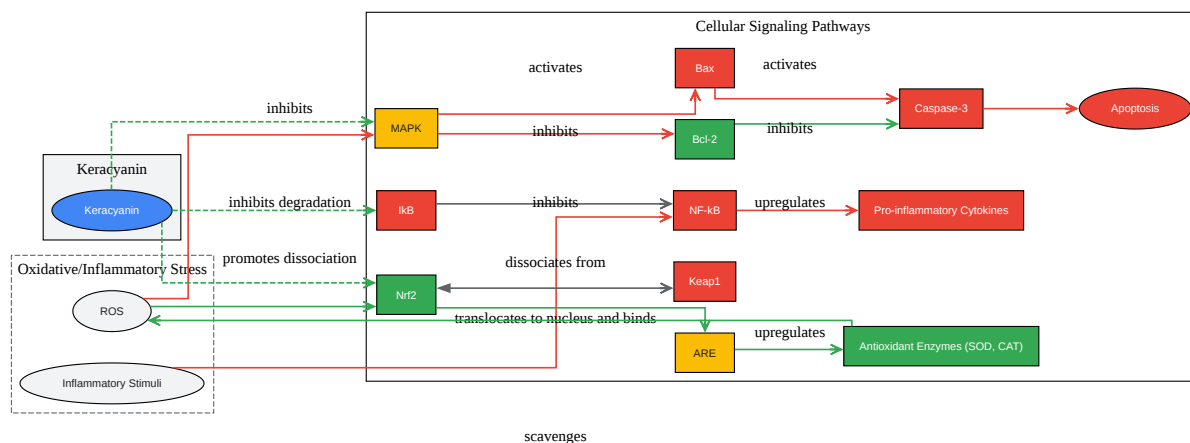 Cellular Signaling Pathways
activates
Bax
activates
inhibits
MAPK
inhibits
Bcl-2
inhibits
Caspase-3
Apoptosis
Keracyanin
Keracyanin
inhibits degradation
IkB
inhibits
NF-kB
upregulates
Pro-inflammatory Cytokines
Oxidative/Inflammatory Stress
promotes dissociation
dissociates from
Keap1
Nrf2
ROS
translocates to nucleus and binds
upregulates
ARE
Antioxidant Enzymes (SOD, CAT)
Inflammatory Stimuli
scavenges